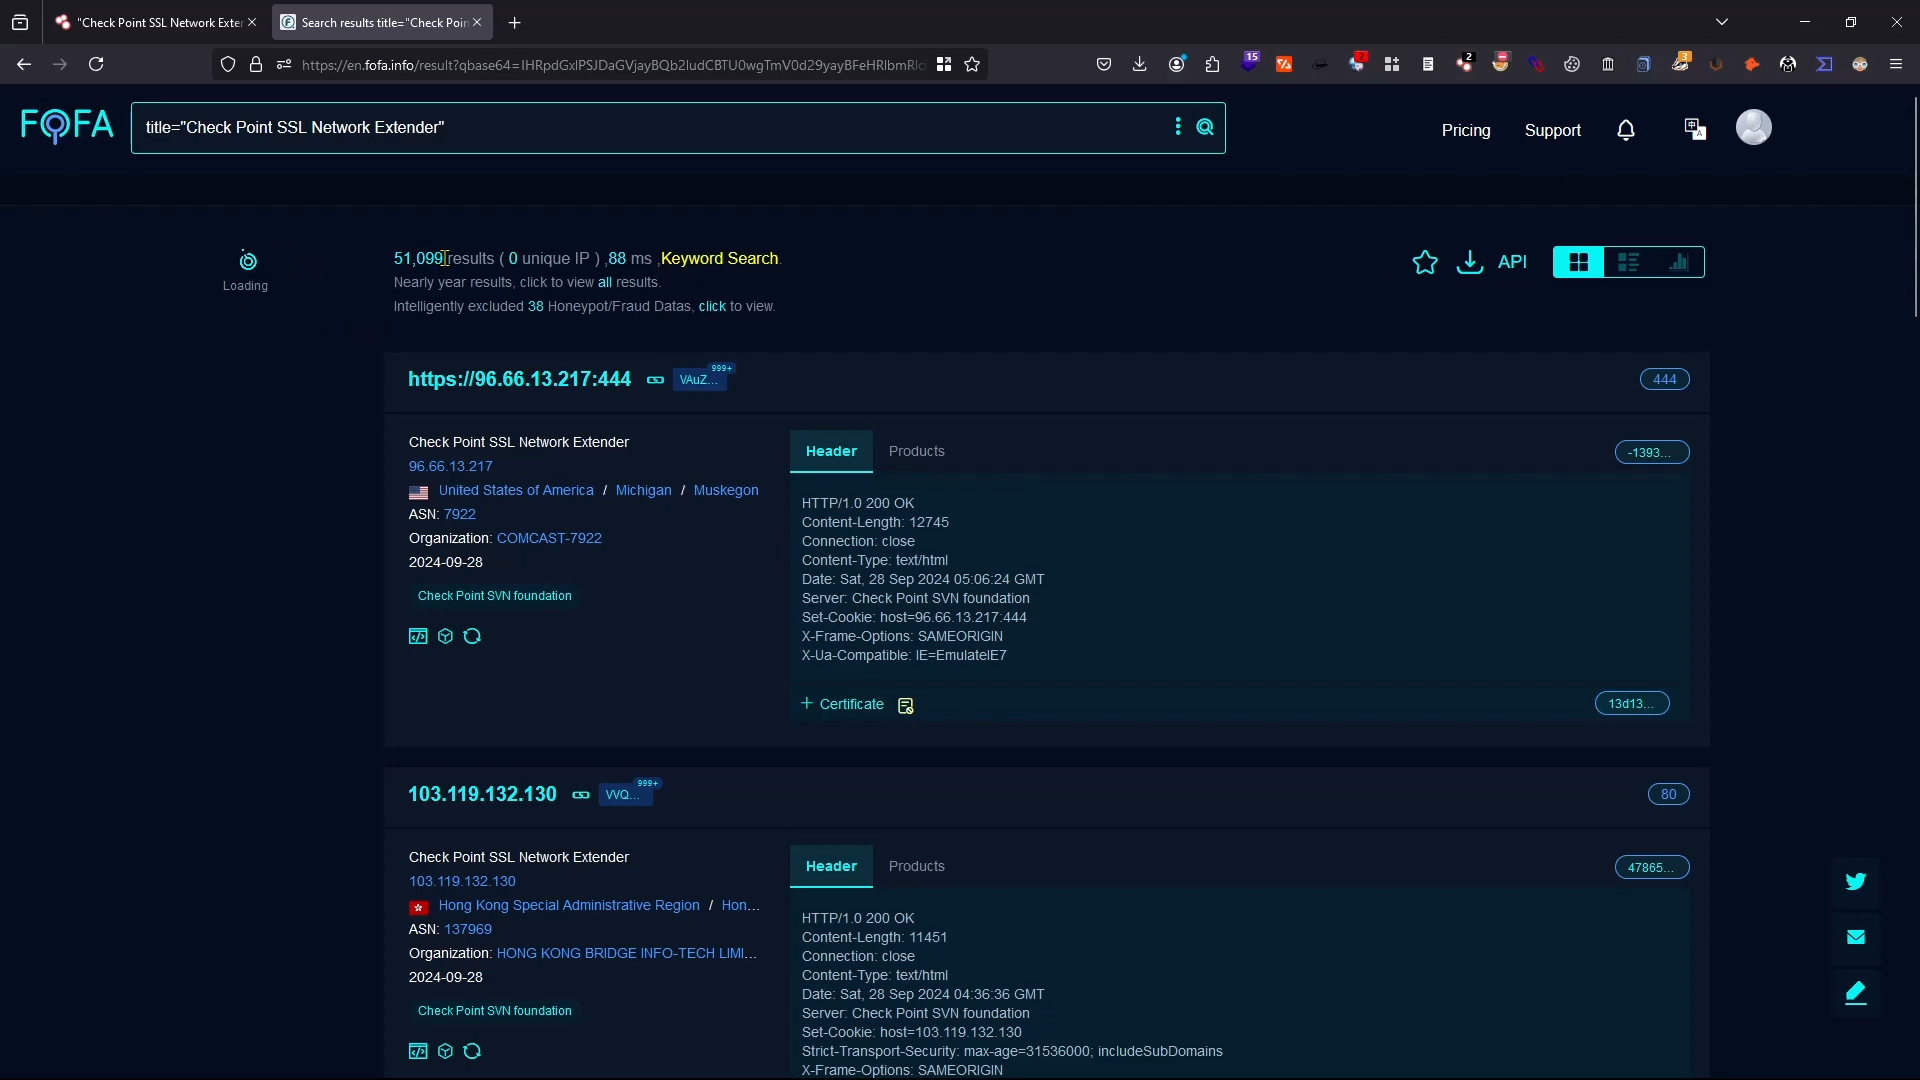 "Check Point SSL Network Exter
Search results title="Check Poin
https://en.fofa.info/result?qbase64=
15
2
2
3
FOFA
title="Check Point SSL Network Extender"
Pricing
Support
Loading
51,099 results ( 0 unique IP ) ,88 ms ,Keyword Search.
Nearly year results, click to view all results.
Intelligently excluded 38 Honeypot/Fraud Datas, click to view.
API
https://96.66.13.217:444
VAuZ...
999+
444
Check Point SSL Network Extender
96.66.13.217
United States of America / Michigan / Muskegon
ASN: 7922
Organization: COMCAST-7922
2024-09-28
Check Point SVN foundation
Header
Products
-1393...
HTTP/1.0 200 OK
Content-Length: 12745
Connection: close
Content-Type: text/html
Date: Sat, 28 Sep 2024 05:06:24 GMT
Server: Check Point SVN foundation
Set-Cookie: host=96.66.13.217:444
X-Frame-Options: SAMEORIGIN
X-Ua-Compatible: IE=EmulateIE7
+ Certificate
13d13...
103.119.132.130
VVQ...
999+
80
Check Point SSL Network Extender
103.119.132.130
Hong Kong Special Administrative Region / Hon...
ASN: 137969
Organization: HONG KONG BRIDGE INFO-TECH LIMI...
2024-09-28
Check Point SVN foundation
Header
Products
47865...
HTTP/1.0 200 OK
Content-Length: 11451
Connection: close
Content-Type: text/html
Date: Sat, 28 Sep 2024 04:36:36 GMT
Server: Check Point SVN foundation
Set-Cookie: host=103.119.132.130
Strict-Transport-Security: max-age=31536000; includeSubDomains
X-Frame-Options: SAMEORIGIN